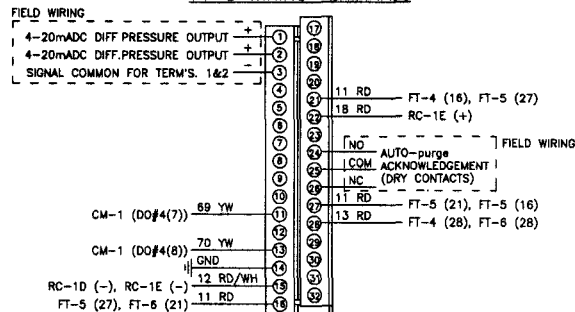 FIELD WIRING
4-20mADC DIFF PRESSURE OUTPUT +
4-20mADC DIFF.PRESSURE OUTPUT +
SIGNAL COMMON FOR TERM'S. 1&2 -
1
2
3
4
5
6
7
8
9
10
CM-1 (DO#4(7)) 69 YW 11
12
CM-1 (DO#4(8)) 70 YW 13
GND 14
RC-1D (-), RC-1E (-) 12 RD/WH 15
FT-5 (27), FT-6 (21) 11 RD 16
17
18
19
20
21 11 RD FT-4 (16), FT-5 (27)
22 18 RD RC-1E (+)
23
24 NO AUTO-purge FIELD WIRING
25 COM ACKNOWLEDGEMENT
26 NC (DRY CONTACTS)
27 11 RD FT-5 (21), FT-5 (16)
28 13 RD FT-4 (28), FT-6 (28)
29
30
31
32